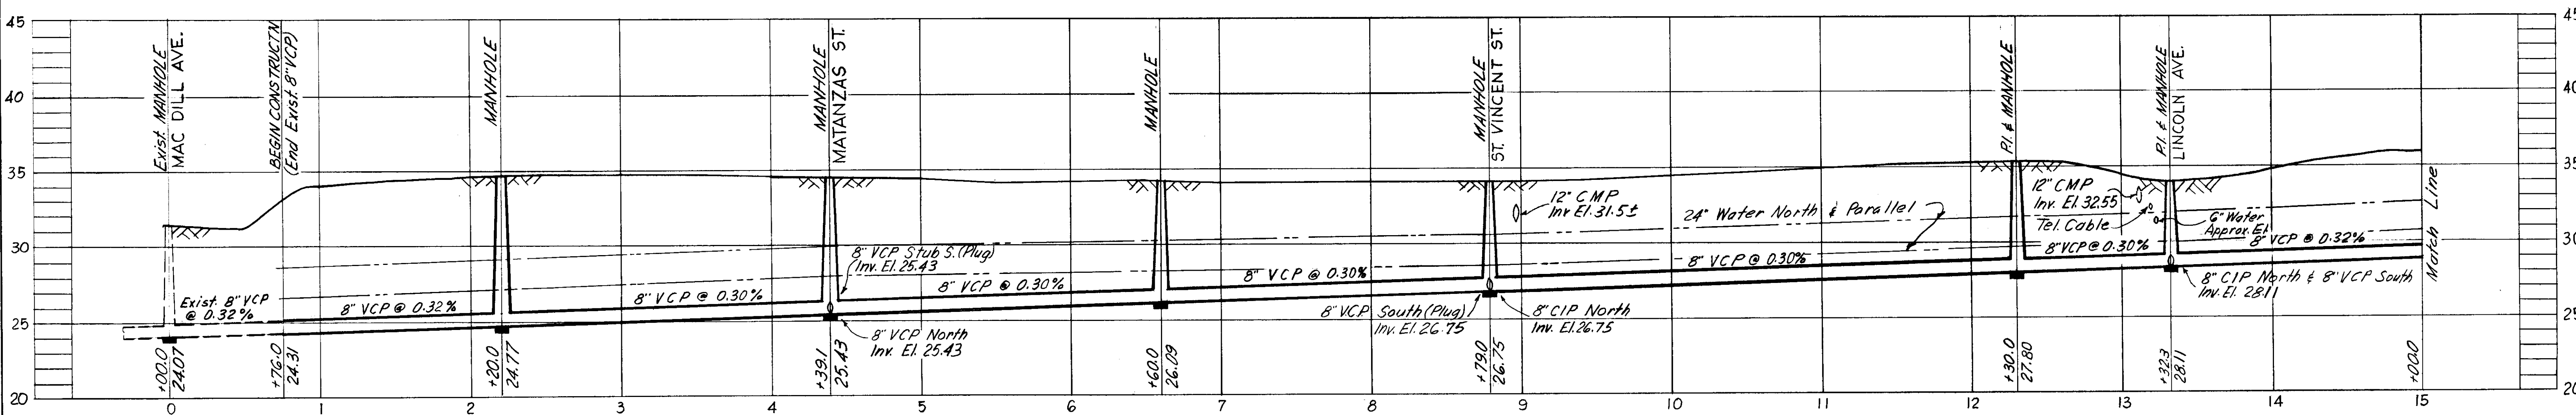 45
40
35
30
25
20
Exist. MANHOLE
MAC DILL AVE.
BEGIN CONSTRUCT'N
(End Exist. 8" VCP)
MANHOLE
MANHOLE
MATANZAS ST.
MANHOLE
MANHOLE
ST. VINCENT ST.
P.I. & MANHOLE
P.I. & MANHOLE
LINCOLN AVE.
45
40
35
30
25
20
12" CMP
Inv El. 31.5±
24" Water North & Parallel
12" CMP
Inv. El. 32.55
Tel. Cable
6" Water
Approx. El.
8" VCP Stub S. (Plug)
Inv. El. 25.43
Exist. 8" VCP
@ 0.32%
8" VCP @ 0.32%
8" VCP @ 0.30%
8" VCP @ 0.30%
8" VCP @ 0.30%
8" VCP @ 0.30%
8" VCP @ 0.30%
8" VCP @ 0.32%
Match Line
8" VCP North
Inv. El. 25.43
8" VCP South (Plug)
Inv. El. 26.75
8" CIP North
Inv. El. 26.75
8" CIP North & 8" VCP South
Inv. El. 28.11
+00.0
24.07
+76.0
24.31
+20.0
24.77
+39.1
25.43
+60.0
26.09
+79.0
26.75
+30.0
27.80
+32.3
28.11
+00.0
0 1 2 3 4 5 6 7 8 9 10 11 12 13 14 15